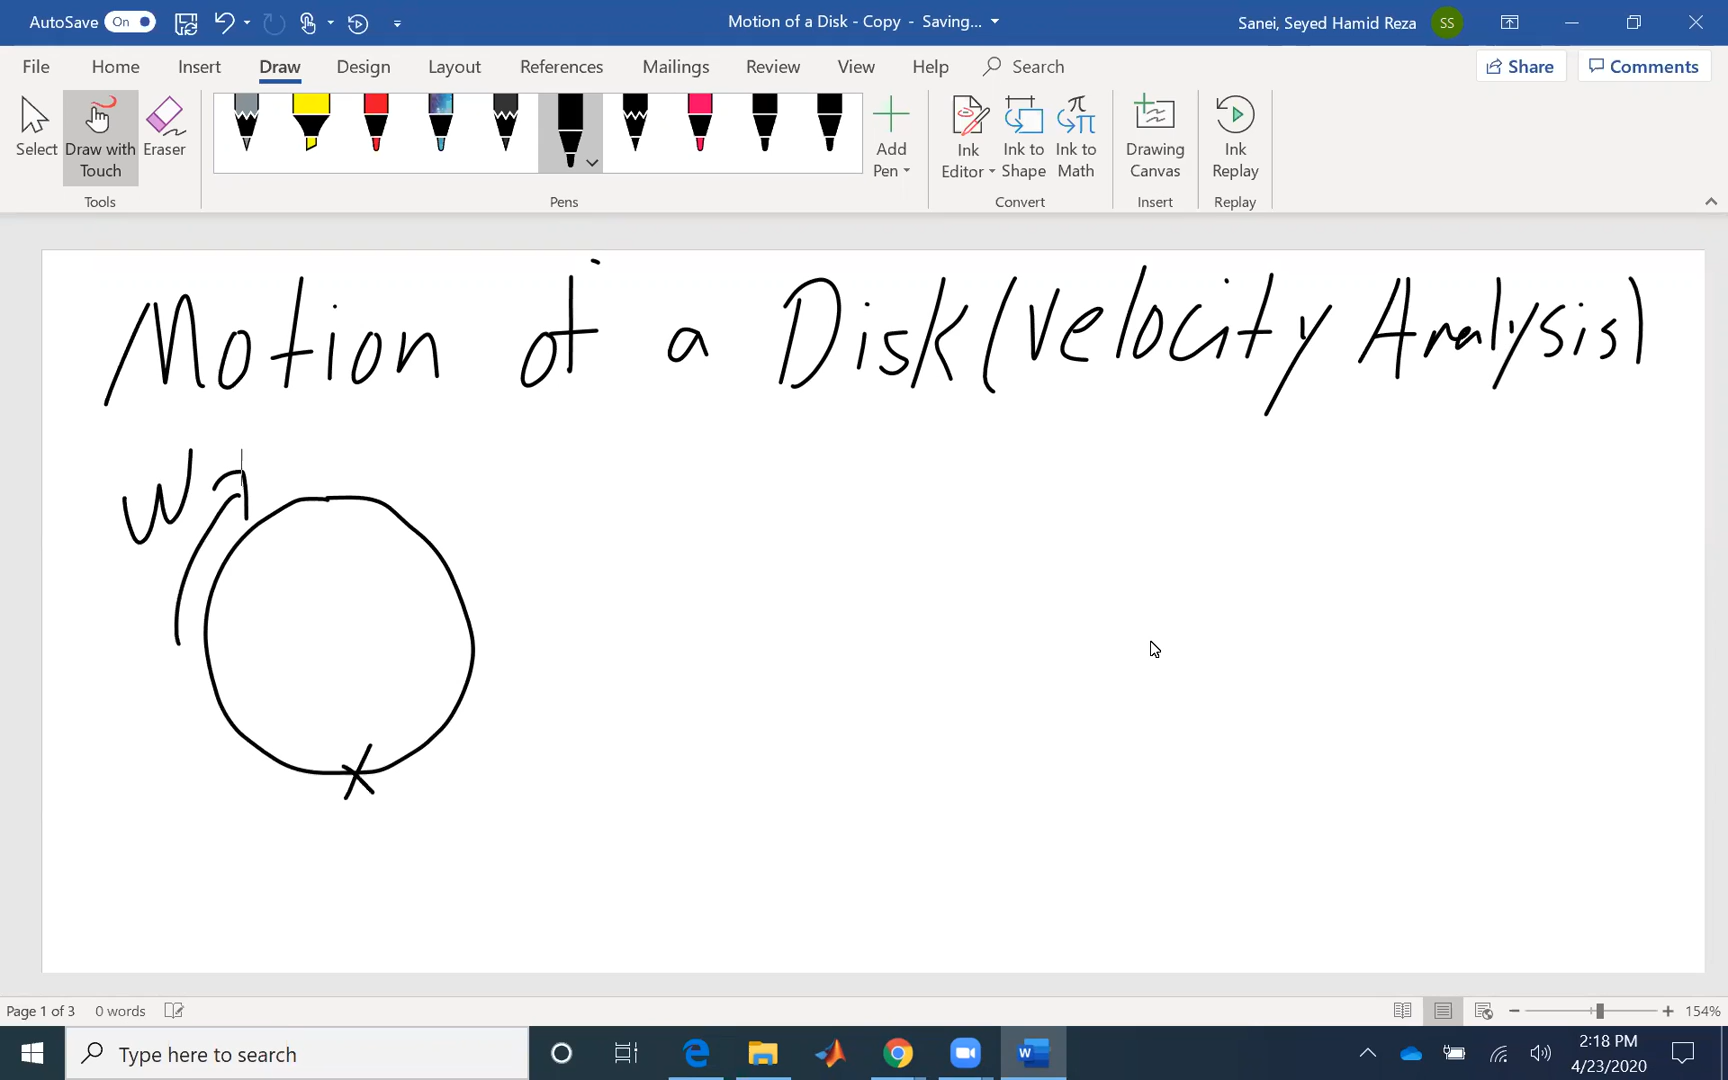 AutoSave On Motion of a Disk - Copy - Saving... Sanei, Seyed Hamid Reza SS
File Home Insert Draw Design Layout References Mailings Review View Help Search Share Comments
Select Draw with Touch Eraser Add Pen Ink Editor Ink to Shape Ink to Math Drawing Canvas Ink Replay
Tools Pens Convert Insert Replay
Motion of a Disk (Velocity Analysis)
W
X
Page 1 of 3 0 words 154%
Type here to search 2:18 PM
4/23/2020